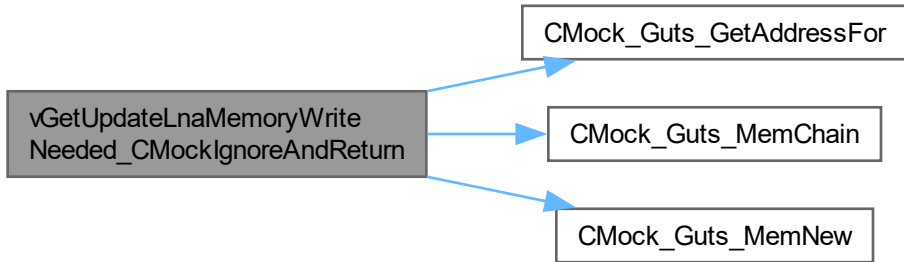 CMock_Guts_GetAddressFor
vGetUpdateLnaMemoryWrite
Needed_CMockIgnoreAndReturn
CMock_Guts_MemChain
CMock_Guts_MemNew